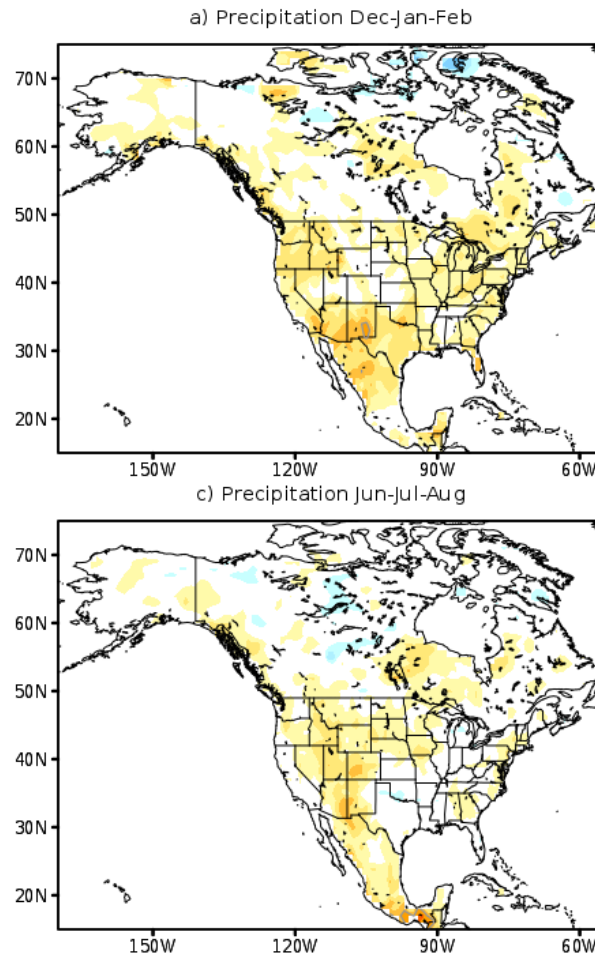 a) Precipitation Dec-Jan-Feb
70N
60N
50N
40N
30N
20N
150W 120W 90W 60W
c) Precipitation Jun-Jul-Aug
70N
60N
50N
40N
30N
20N
150W 120W 90W 60W